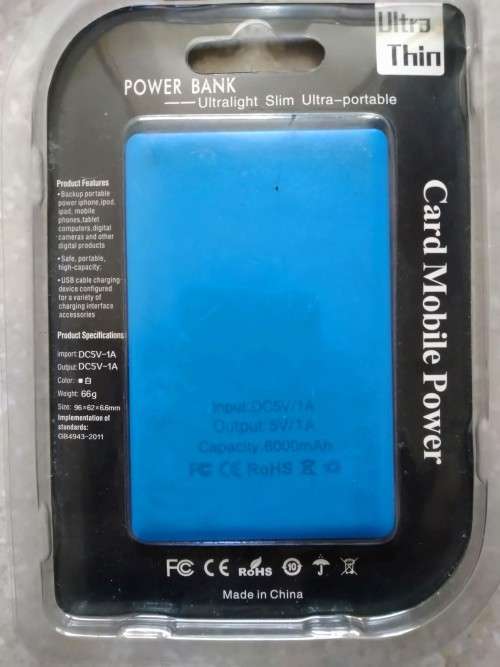 Ultra
Thin
POWER BANK
Ultralight Slim Ultra-portable
Product Features
•Backup portable
power iphone,ipod,
ipad, mobile
phones,tablet
computers,digital
cameras and other
digital products
•Safe, portable,
high-capacity;
•USB cable charging
device configured
for a variety of
charging interface
accessories
Product Specifications
Import: DC5V-1A
Output: DC5V-1A
Color: ■ 白
Weight: 66g
Size: 96×62×6.6mm
Implementation of
standards:
GB4943-2011
Card Mobile Power
Input:DC5V/1A
Output: 5V/1A
Capacity:8000mAh
FC CE RoHS
FC CE RoHS 10
Made in China